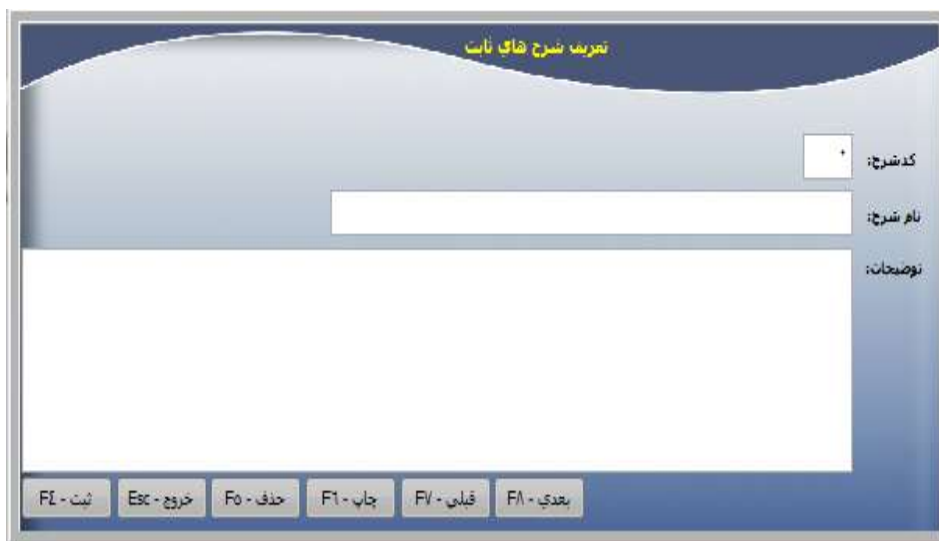 تعریف شرح های ثابت
کدشرح: ۰
نام شرح:
توضیحات:
بعدی - F۸ قبلی - F۷ چاپ - F۶ حذف - F۵ خروج - Esc ثبت - F٤